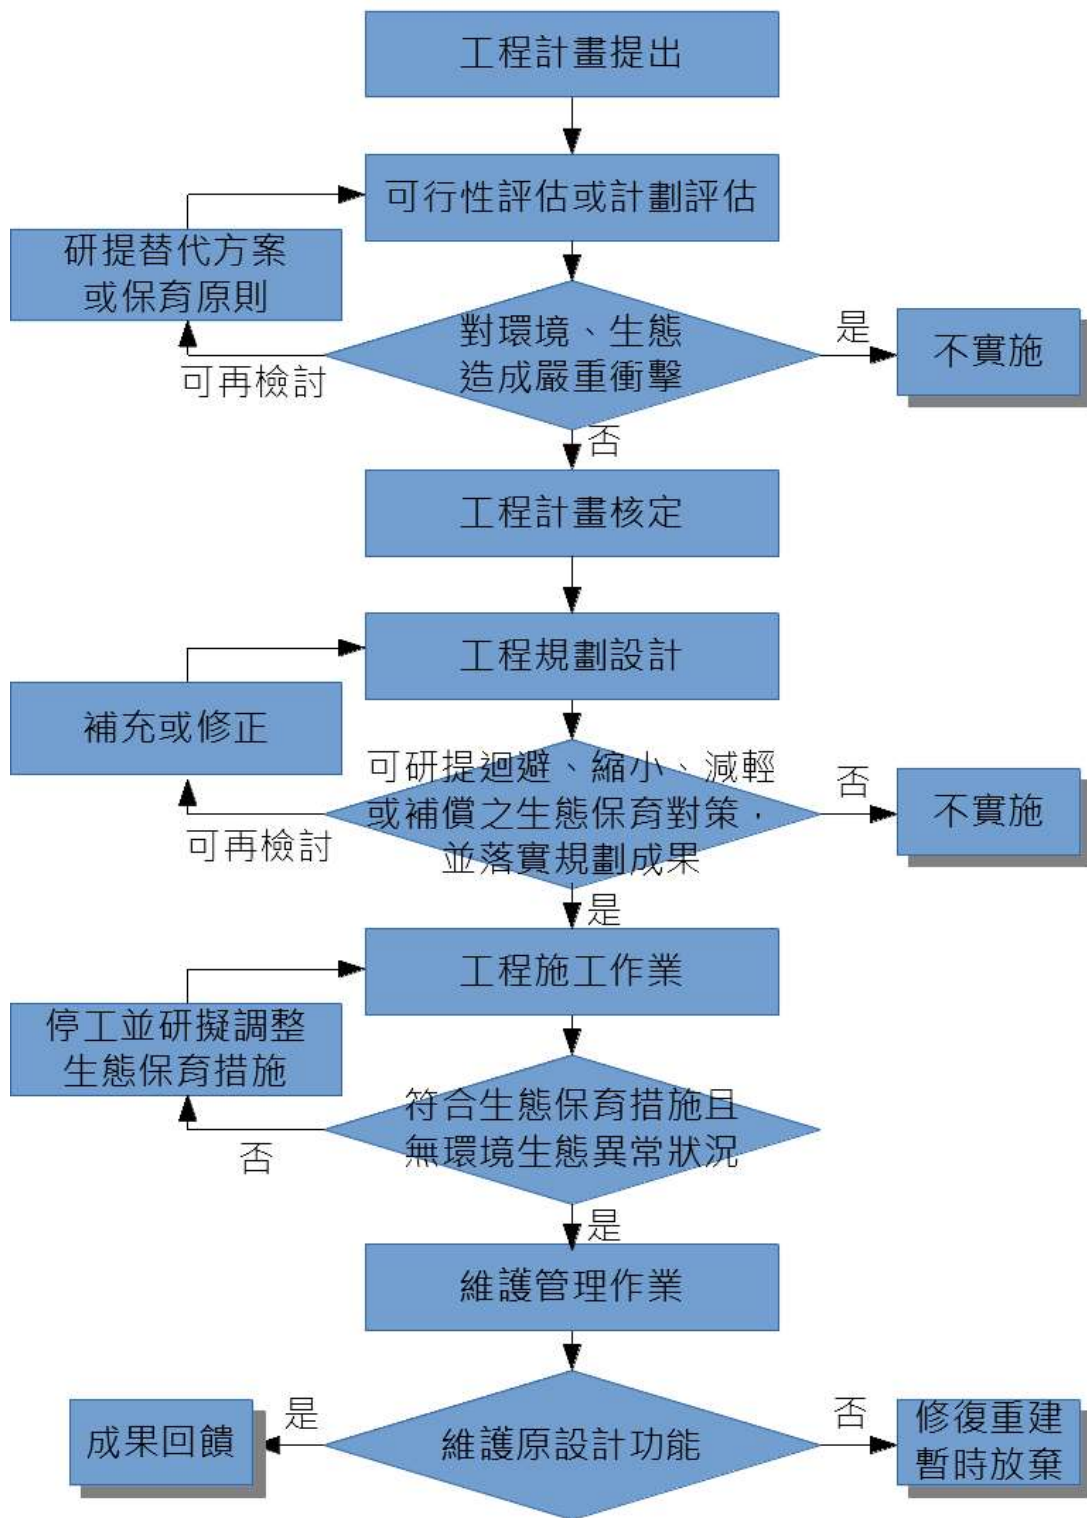 工程計畫提出
可行性評估或計劃評估
研提替代方案
或保育原則
對環境、生態
造成嚴重衝擊
是
不實施
可再檢討
否
工程計畫核定
工程規劃設計
補充或修正
可研提迴避、縮小、減輕
或補償之生態保育對策，
並落實規劃成果
否
不實施
可再檢討
是
工程施工作業
停工並研擬調整
生態保育措施
符合生態保育措施且
無環境生態異常狀況
否
是
維護管理作業
成果回饋
是
維護原設計功能
否
修復重建
暫時放棄